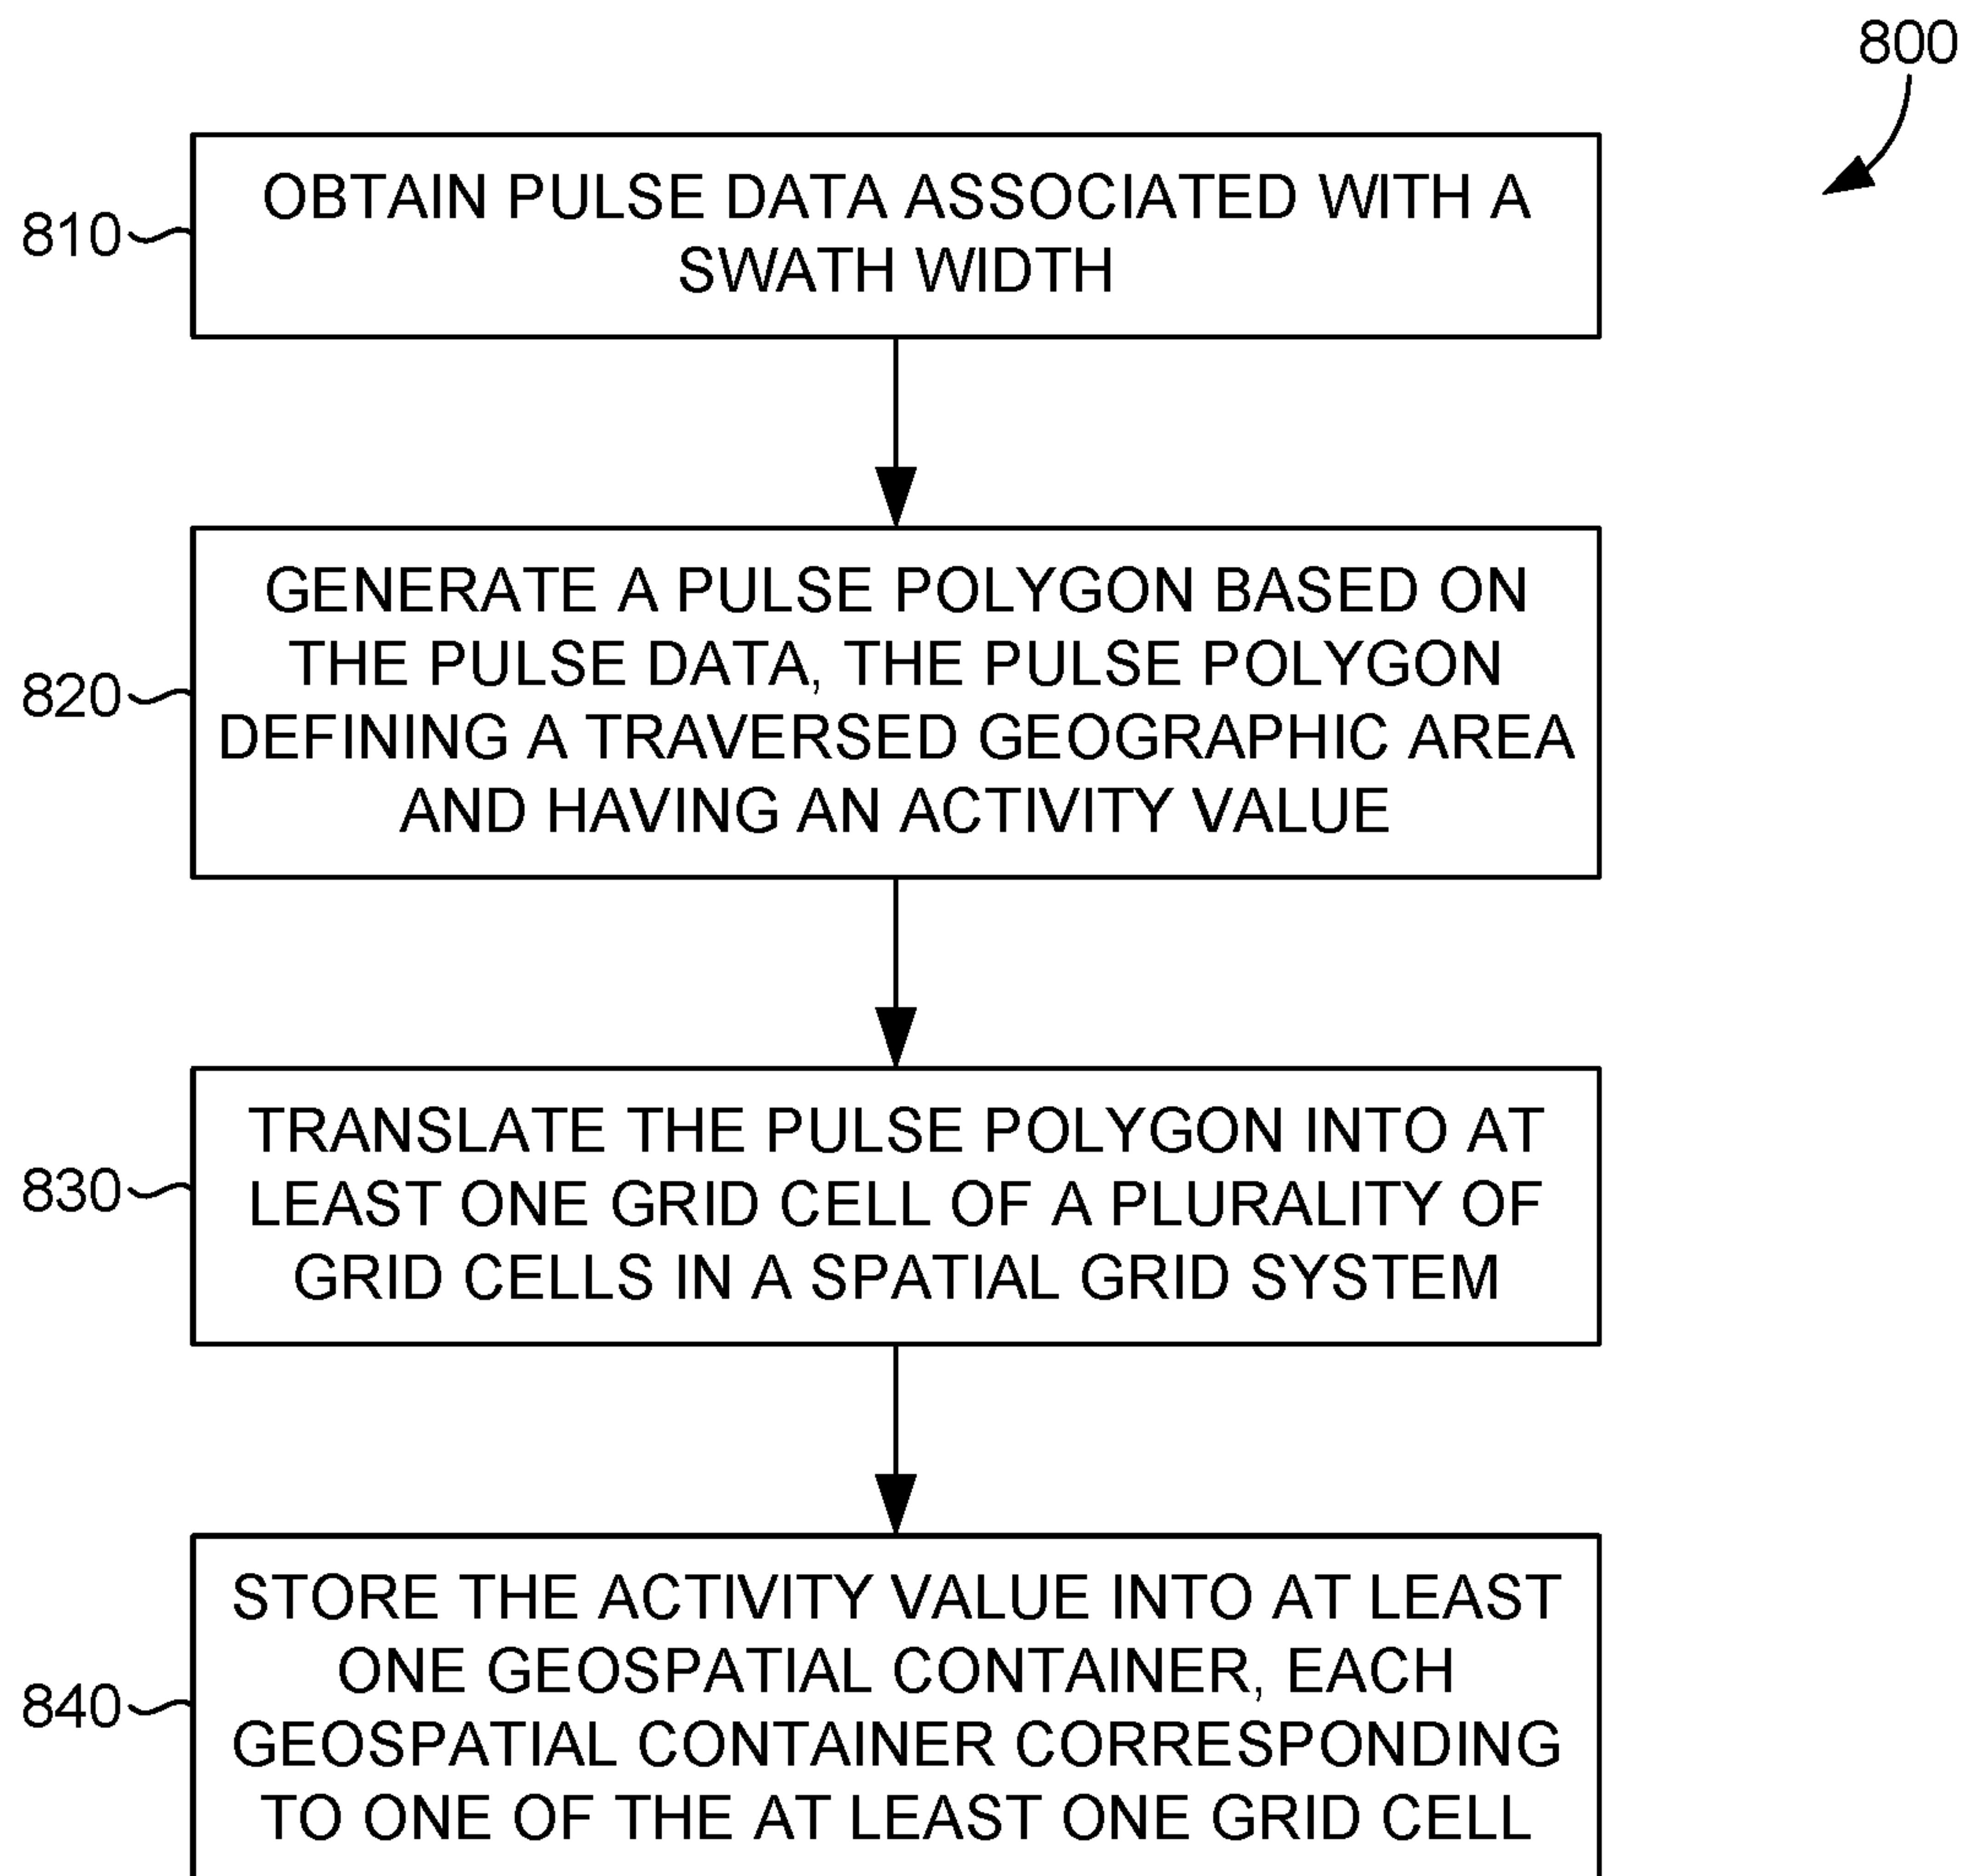 800
810
OBTAIN PULSE DATA ASSOCIATED WITH A
SWATH WIDTH
820
GENERATE A PULSE POLYGON BASED ON
THE PULSE DATA, THE PULSE POLYGON
DEFINING A TRAVERSED GEOGRAPHIC AREA
AND HAVING AN ACTIVITY VALUE
830
TRANSLATE THE PULSE POLYGON INTO AT
LEAST ONE GRID CELL OF A PLURALITY OF
GRID CELLS IN A SPATIAL GRID SYSTEM
840
STORE THE ACTIVITY VALUE INTO AT LEAST
ONE GEOSPATIAL CONTAINER, EACH
GEOSPATIAL CONTAINER CORRESPONDING
TO ONE OF THE AT LEAST ONE GRID CELL